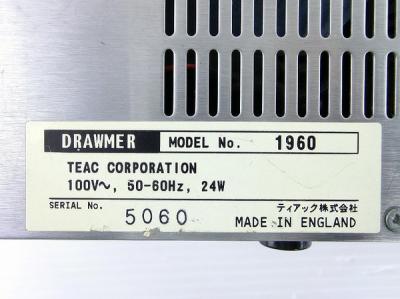 DRAWMER MODEL No. 1960
TEAC CORPORATION
100V~, 50-60Hz, 24W
SERIAL No. 5060 ティアック株式会社
MADE IN ENGLAND